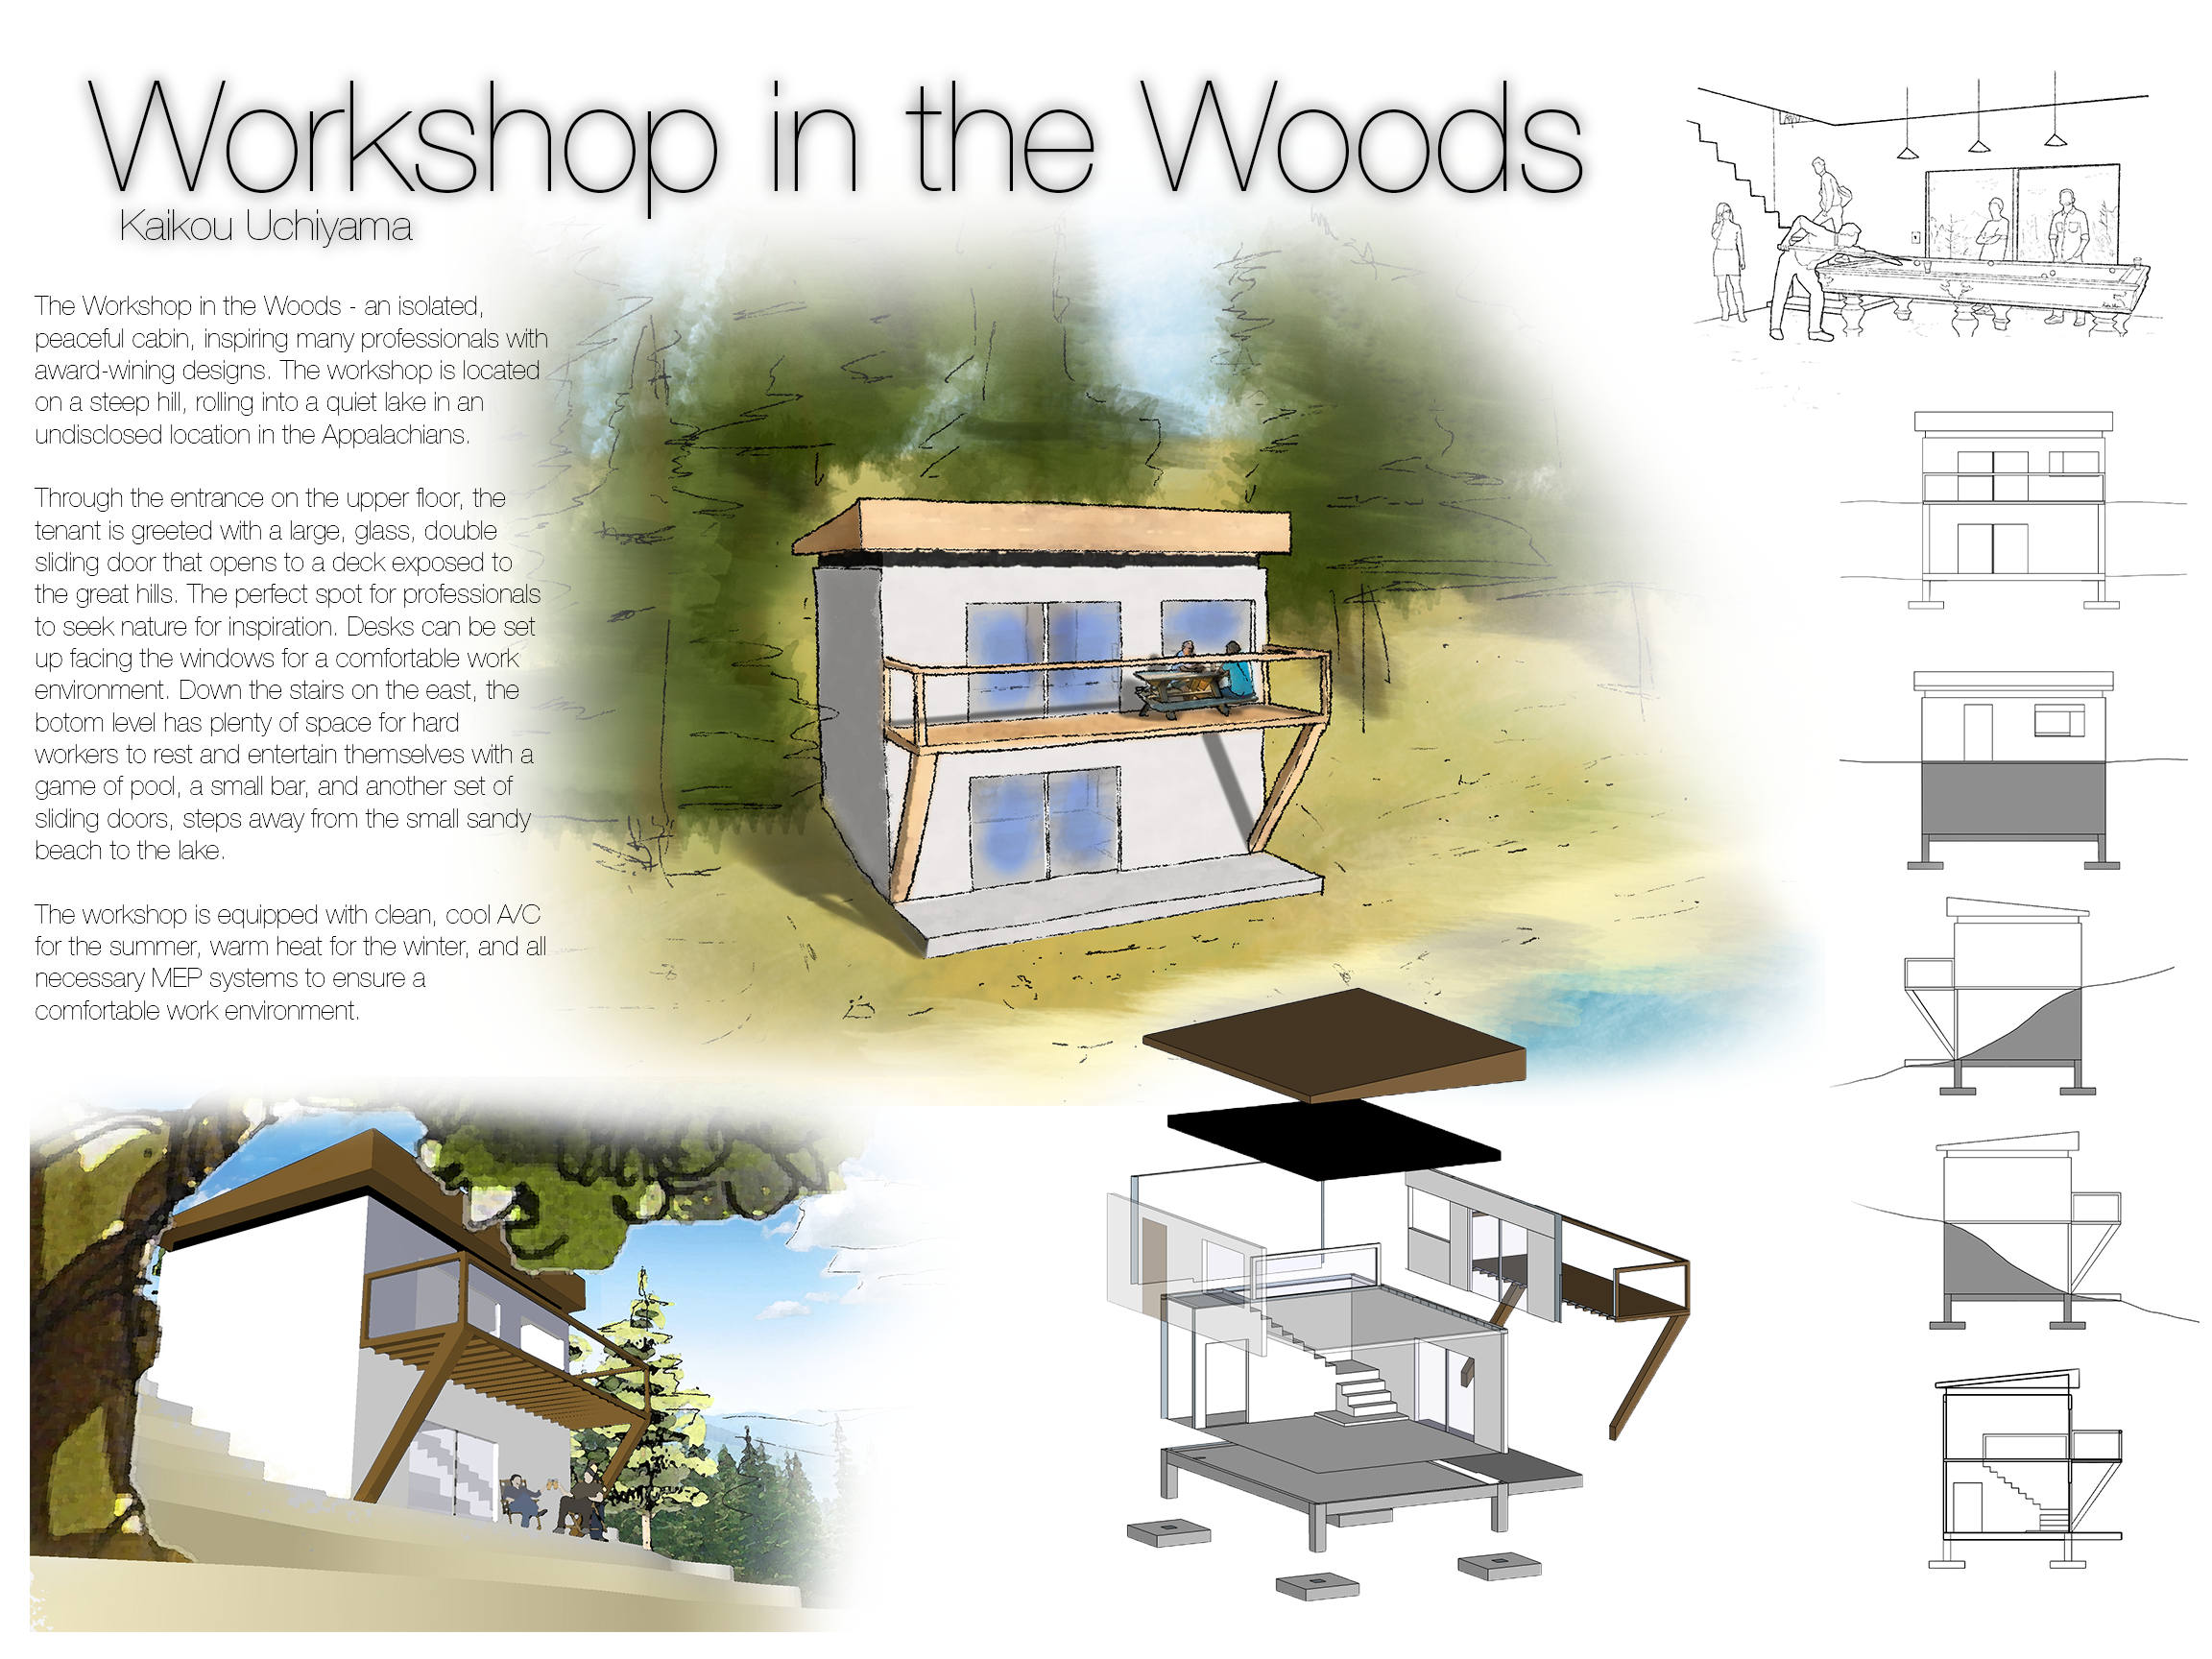 Workshop in the Woods
Kaikou Uchiyama
The Workshop in the Woods - an isolated,
peaceful cabin, inspiring many professionals with
award-wining designs. The workshop is located
on a steep hill, rolling into a quiet lake in an
undisclosed location in the Appalachians.
Through the entrance on the upper floor, the
tenant is greeted with a large, glass, double
sliding door that opens to a deck exposed to
the great hills. The perfect spot for professionals
to seek nature for inspiration. Desks can be set
up facing the windows for a comfortable work
environment. Down the stairs on the east, the
botom level has plenty of space for hard
workers to rest and entertain themselves with a
game of pool, a small bar, and another set of
sliding doors, steps away from the small sandy
beach to the lake.
The workshop is equipped with clean, cool A/C
for the summer, warm heat for the winter, and all
necessary MEP systems to ensure a
comfortable work environment.